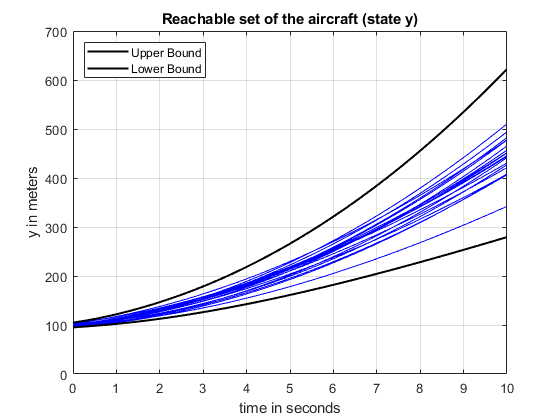 Reachable set of the aircraft (state y)
Upper Bound
Lower Bound
y in meters
700
600
500
400
300
200
100
0
0 1 2 3 4 5 6 7 8 9 10
time in seconds